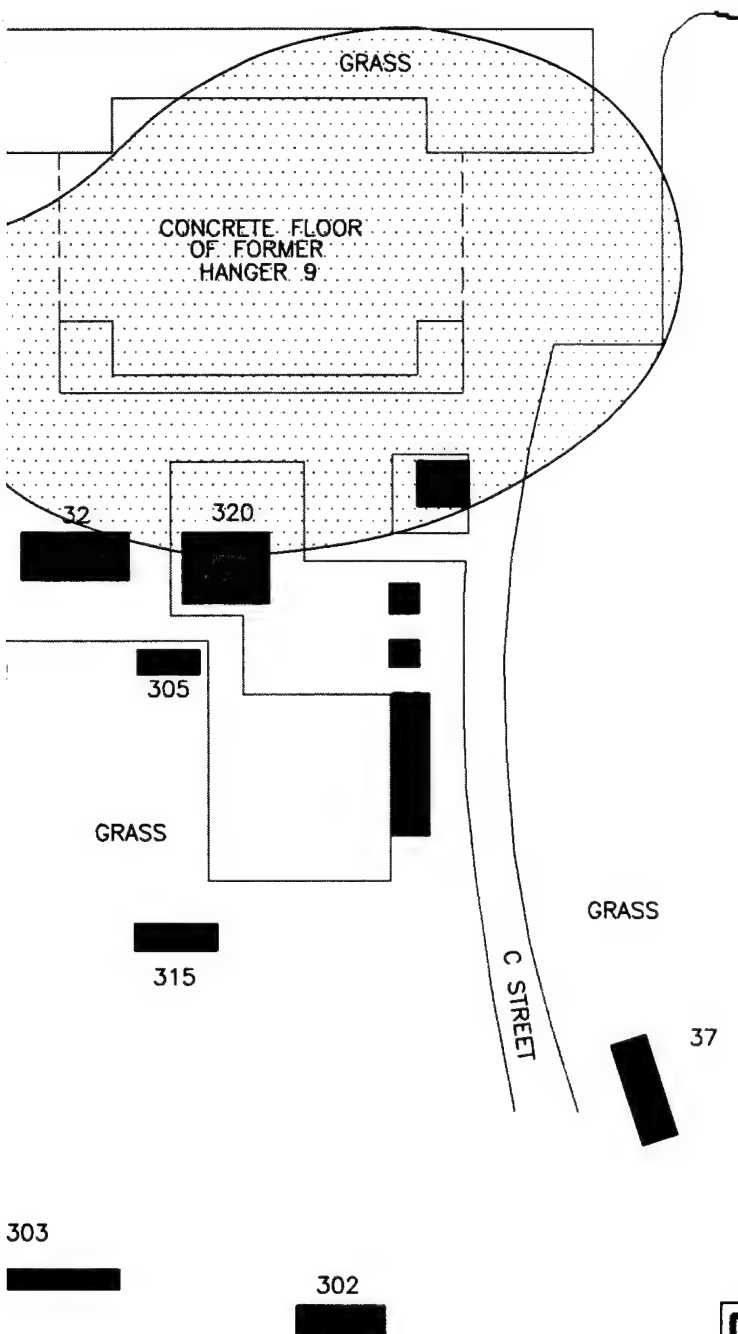 GRASS
CONCRETE FLOOR
OF FORMER
HANGER 9
32
320
305
GRASS
GRASS
315
C STREET
37
303
302